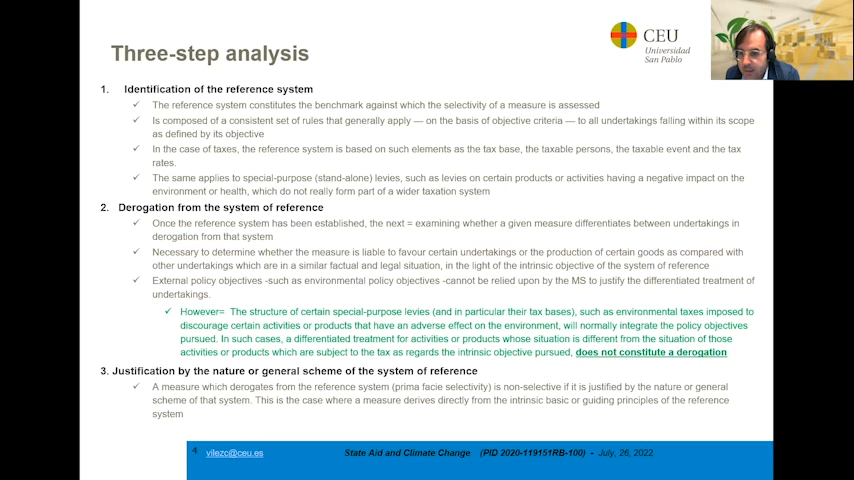 CEU
Universidad
San Pablo
Three-step analysis
1. Identification of the reference system
✓ The reference system constitutes the benchmark against which the selectivity of a measure is assessed
✓ Is composed of a consistent set of rules that generally apply — on the basis of objective criteria — to all undertakings falling within its scope
as defined by its objective
✓ In the case of taxes, the reference system is based on such elements as the tax base, the taxable persons, the taxable event and the tax
rates.
✓ The same applies to special-purpose (stand-alone) levies, such as levies on certain products or activities having a negative impact on the
environment or health, which do not really form part of a wider taxation system
2. Derogation from the system of reference
✓ Once the reference system has been established, the next = examining whether a given measure differentiates between undertakings in
derogation from that system
✓ Necessary to determine whether the measure is liable to favour certain undertakings or the production of certain goods as compared with
other undertakings which are in a similar factual and legal situation, in the light of the intrinsic objective of the system of reference
✓ External policy objectives -such as environmental policy objectives -cannot be relied upon by the MS to justify the differentiated treatment of
undertakings.
✓ However= The structure of certain special-purpose levies (and in particular their tax bases), such as environmental taxes imposed to
discourage certain activities or products that have an adverse effect on the environment, will normally integrate the policy objectives
pursued. In such cases, a differentiated treatment for activities or products whose situation is different from the situation of those
activities or products which are subject to the tax as regards the intrinsic objective pursued, does not constitute a derogation
3. Justification by the nature or general scheme of the system of reference
✓ A measure which derogates from the reference system (prima facie selectivity) is non-selective if it is justified by the nature or general
scheme of that system. This is the case where a measure derives directly from the intrinsic basic or guiding principles of the reference
system
4 vilezc@ceu.es State Aid and Climate Change (PID 2020-119151RB-100) - July, 26, 2022